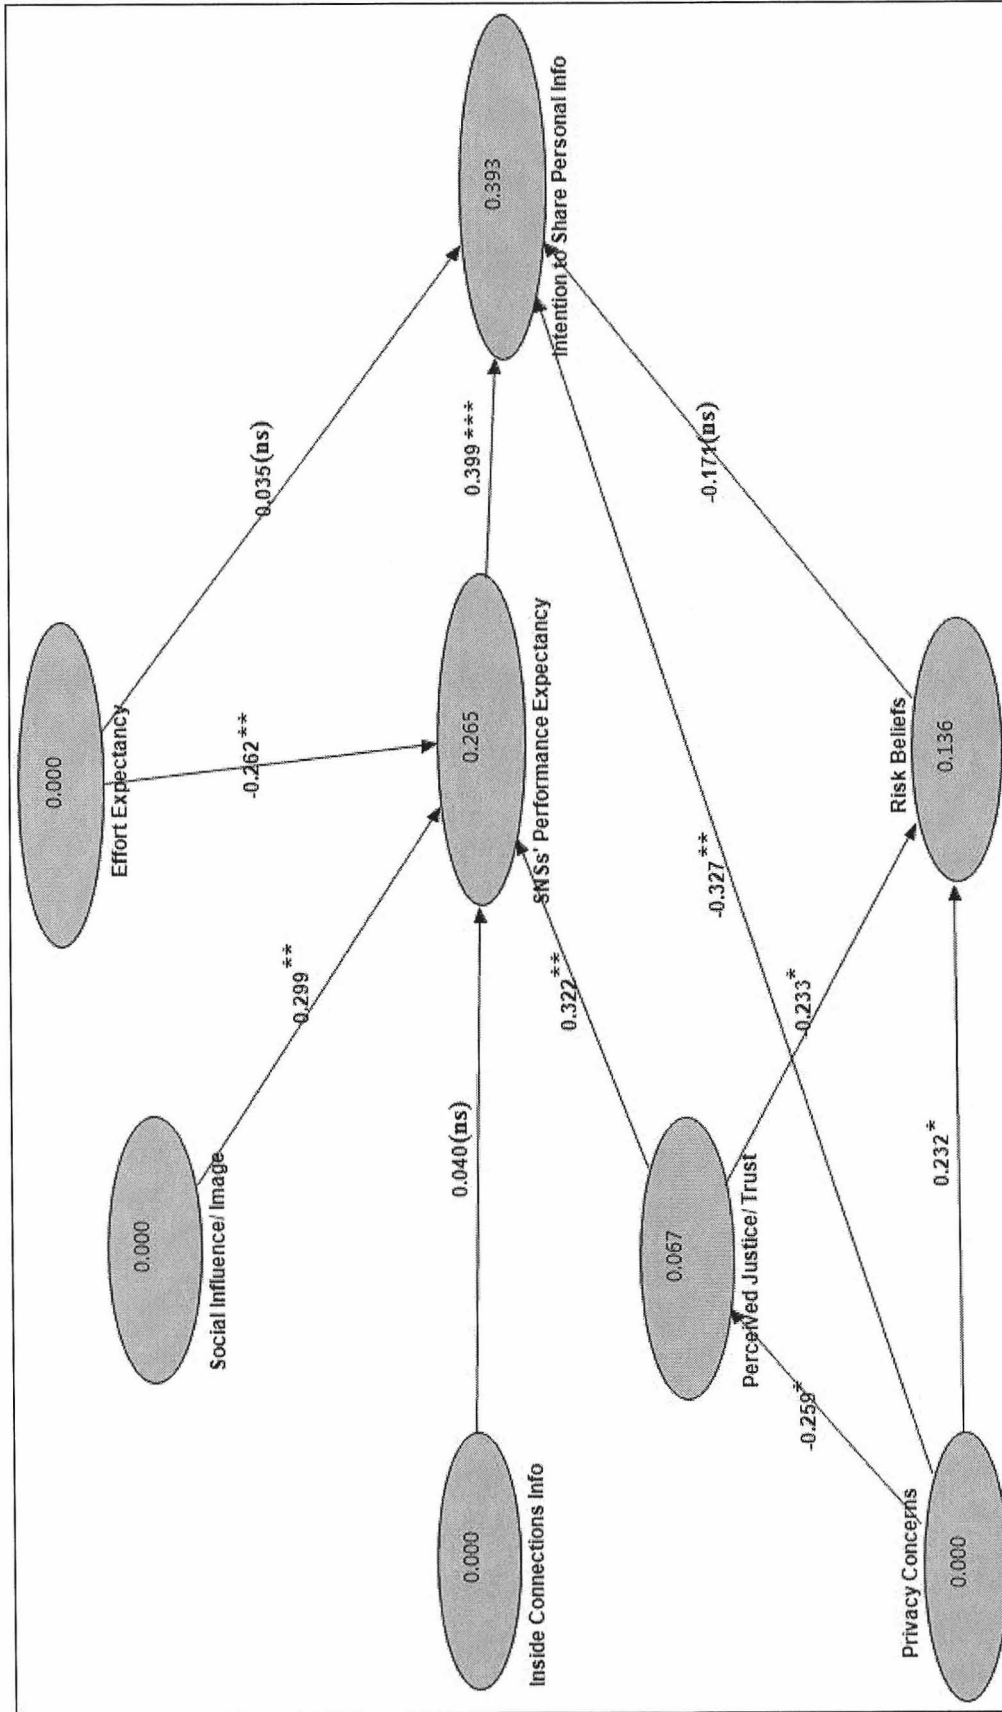 0.000
Effort Expectancy
0.035(ns)
-0.262**
0.000
Social Influence/ Image
0.299**
0.393
Intention to Share Personal Info
0.399***
0.265
SNSs' Performance Expectancy
0.040(ns)
0.000
Inside Connections Info
0.322**
-0.327**
-0.171(ns)
0.067
Perceived Justice/ Trust
-0.233*
-0.259*
Risk Beliefs
0.136
0.232*
Privacy Concerns
0.000